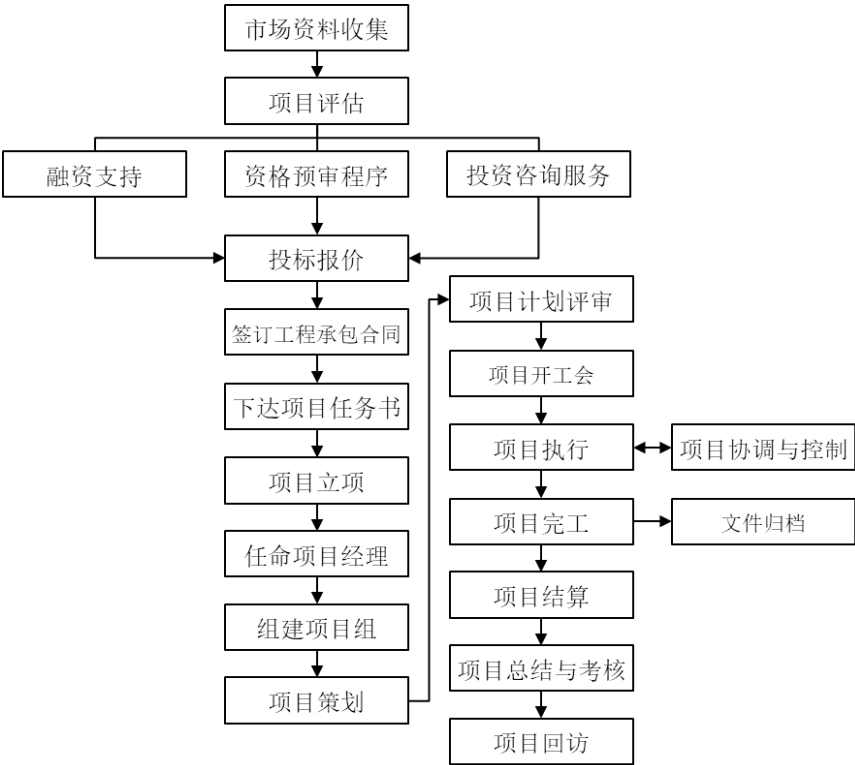 市场资料收集
项目评估
融资支持
资格预审程序
投资咨询服务
投标报价
签订工程承包合同
下达项目任务书
项目立项
任命项目经理
组建项目组
项目策划
项目计划评审
项目开工会
项目执行
项目协调与控制
项目完工
文件归档
项目结算
项目总结与考核
项目回访